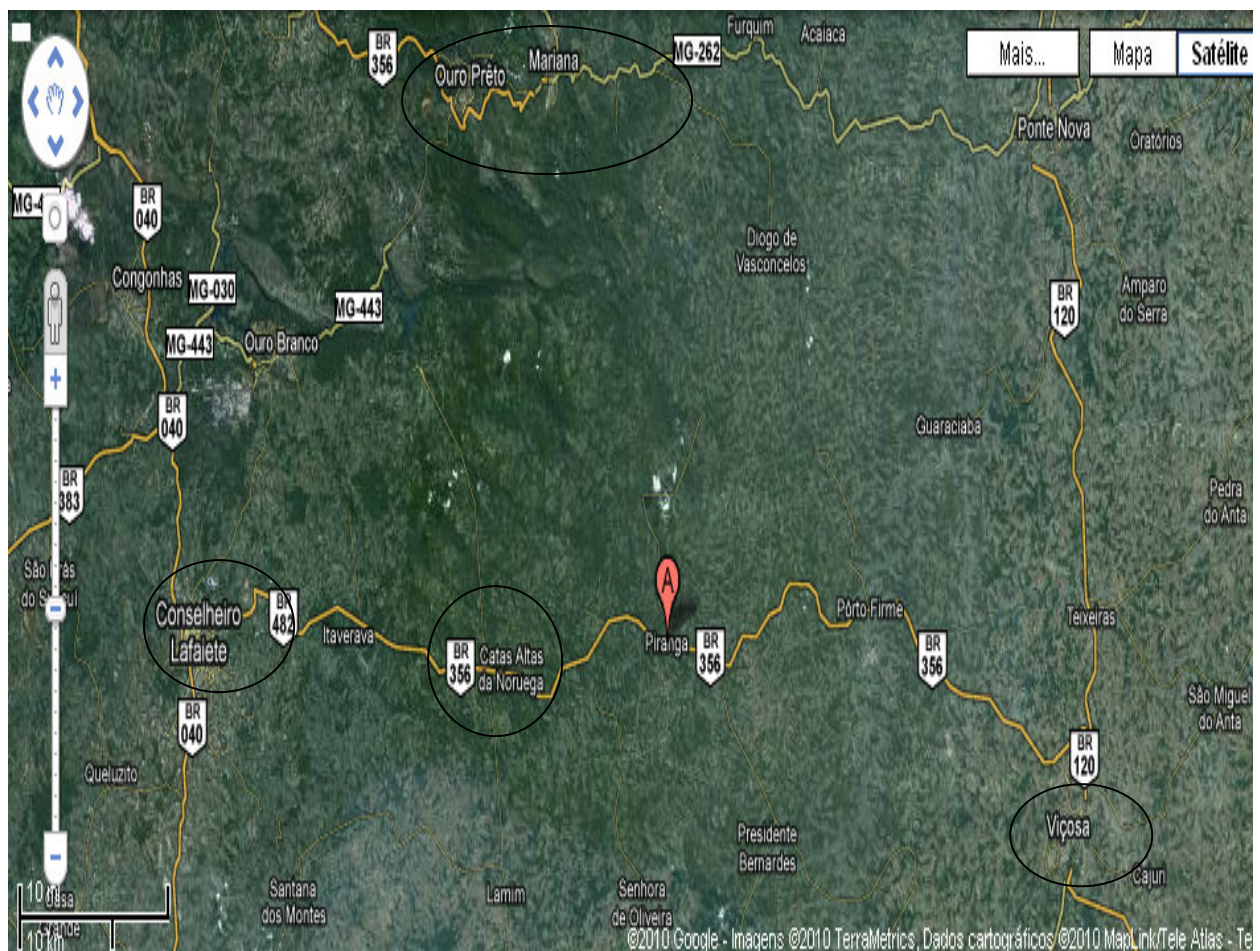 BR
356
Ouro Prêto
Mariana
MG-262
Furquim
Acaiaca
Mais...
Mapa
Satélite
Ponte Nova
Oratórios
BR
040
Congonhas
MG-030
MG-443
MG-443
Ouro Branco
Diogo de
Vasconcelos
BR
120
Amparo
do Serra
BR
040
Guaraciaba
BR
383
Pedra
do Anta
Conselheiro
Lafaiete
BR
482
Itaverava
BR
356
Catas Altas
da Noruega
A
Piranga
BR
356
Pôrto Firme
BR
356
Teixeiras
São Miguel
do Anta
BR
040
BR
120
Queluzito
Viçosa
Presidente
Bernardes
Cajuri
Santana
dos Montes
Lamim
Senhora
de Oliveira
Grande
10 km
©2010 Google - Imagens ©2010 TerraMetrics, Dados cartográficos ©2010 MapLink/Tele Atlas - Te